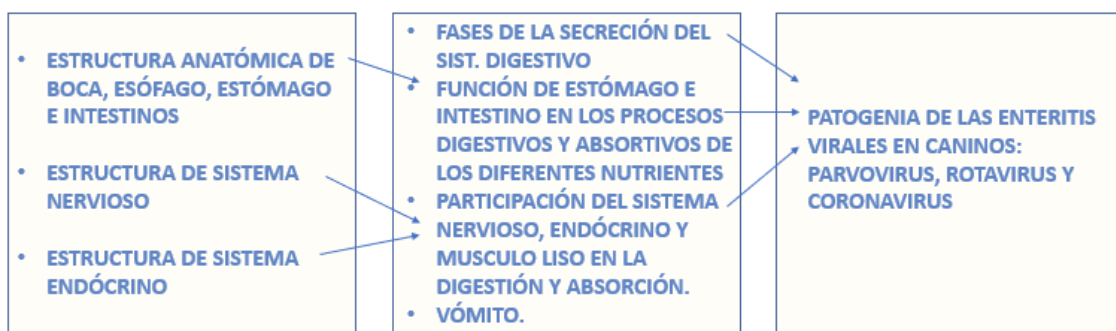 • ESTRUCTURA ANATÓMICA DE
BOCA, ESÓFAGO, ESTÓMAGO
E INTESTINOS
• ESTRUCTURA DE SISTEMA
NERVIOSO
• ESTRUCTURA DE SISTEMA
ENDÓCRINO
• FASES DE LA SECRECIÓN DEL
SIST. DIGESTIVO
• FUNCIÓN DE ESTÓMAGO E
INTESTINO EN LOS PROCESOS
DIGESTIVOS Y ABSORTIVOS DE
LOS DIFERENTES NUTRIENTES
• PARTICIPACIÓN DEL SISTEMA
NERVIOSO, ENDÓCRINO Y
MUSCULO LISO EN LA
DIGESTIÓN Y ABSORCIÓN.
• VÓMITO.
PATOGENIA DE LAS ENTERITIS
VIRALES EN CANINOS:
PARVOVIRUS, ROTAVIRUS Y
CORONAVIRUS